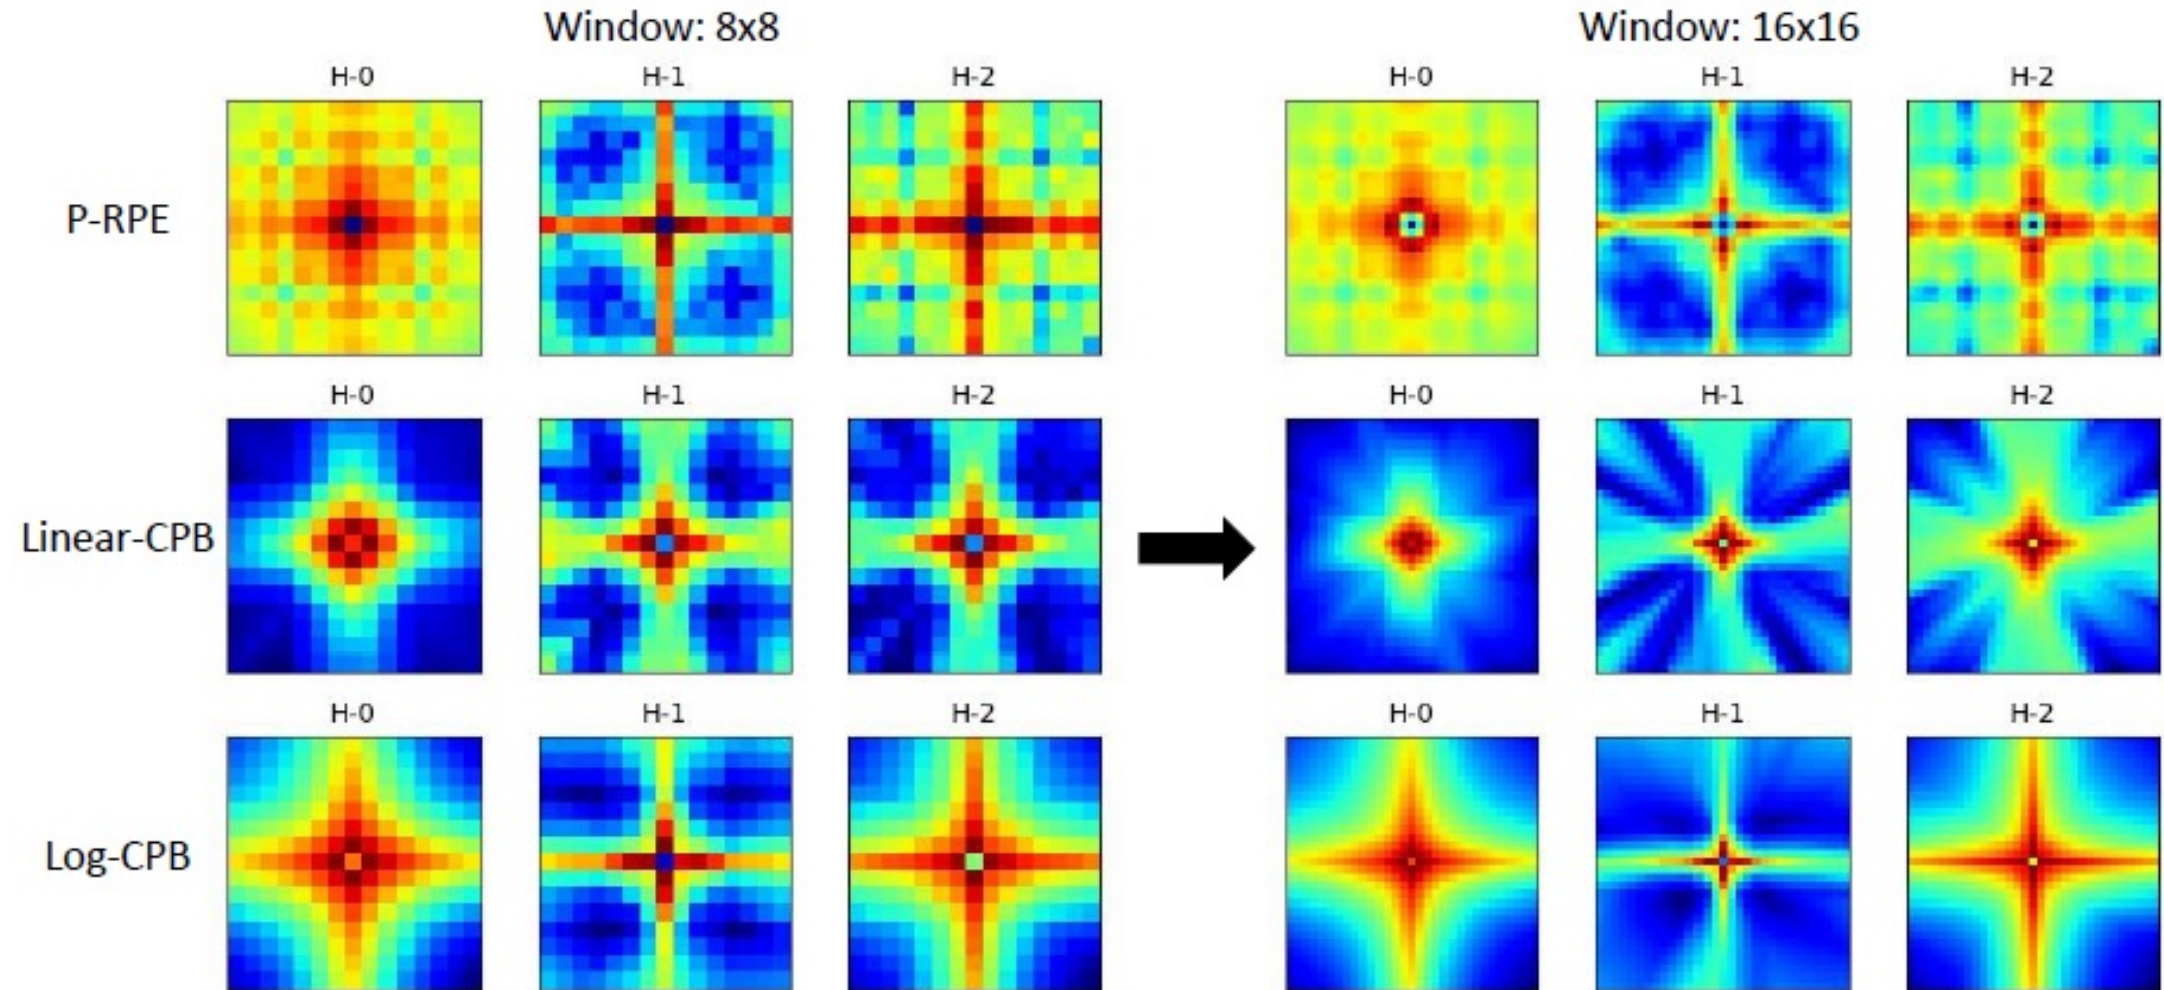 Window: 8x8
Window: 16x16
H-0
H-1
H-2
H-0
H-1
H-2
P-RPE
H-0
H-1
H-2
H-0
H-1
H-2
Linear-CPB
H-0
H-1
H-2
H-0
H-1
H-2
Log-CPB